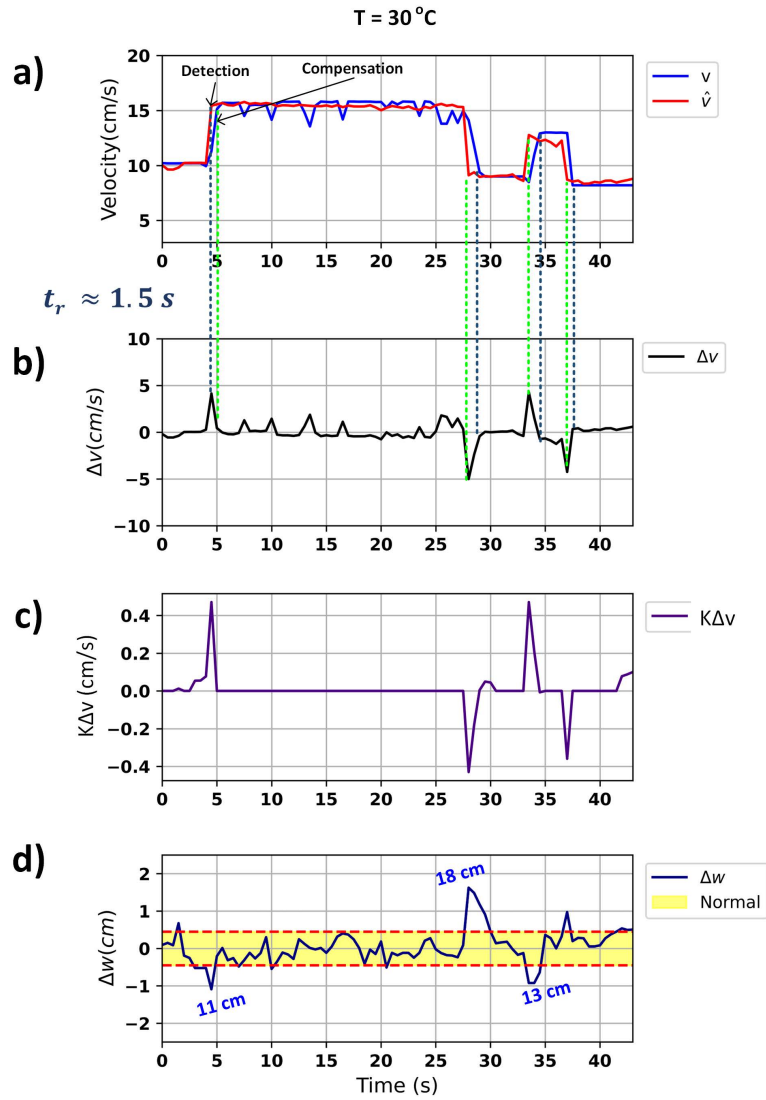 T = 30 °C
a)
20
15
10
5
Velocity(cm/s)
Detection
Compensation
v
v̂
0 5 10 15 20 25 30 35 40
t_r ≈ 1.5 s
b)
10
5
0
−5
−10
Δv(cm/s)
Δv
0 5 10 15 20 25 30 35 40
c)
0.4
0.2
0.0
−0.2
−0.4
KΔv (cm/s)
KΔv
0 5 10 15 20 25 30 35 40
d)
2
1
0
−1
−2
Δw(cm)
18 cm
11 cm
13 cm
Δw
Normal
0 5 10 15 20 25 30 35 40
Time (s)